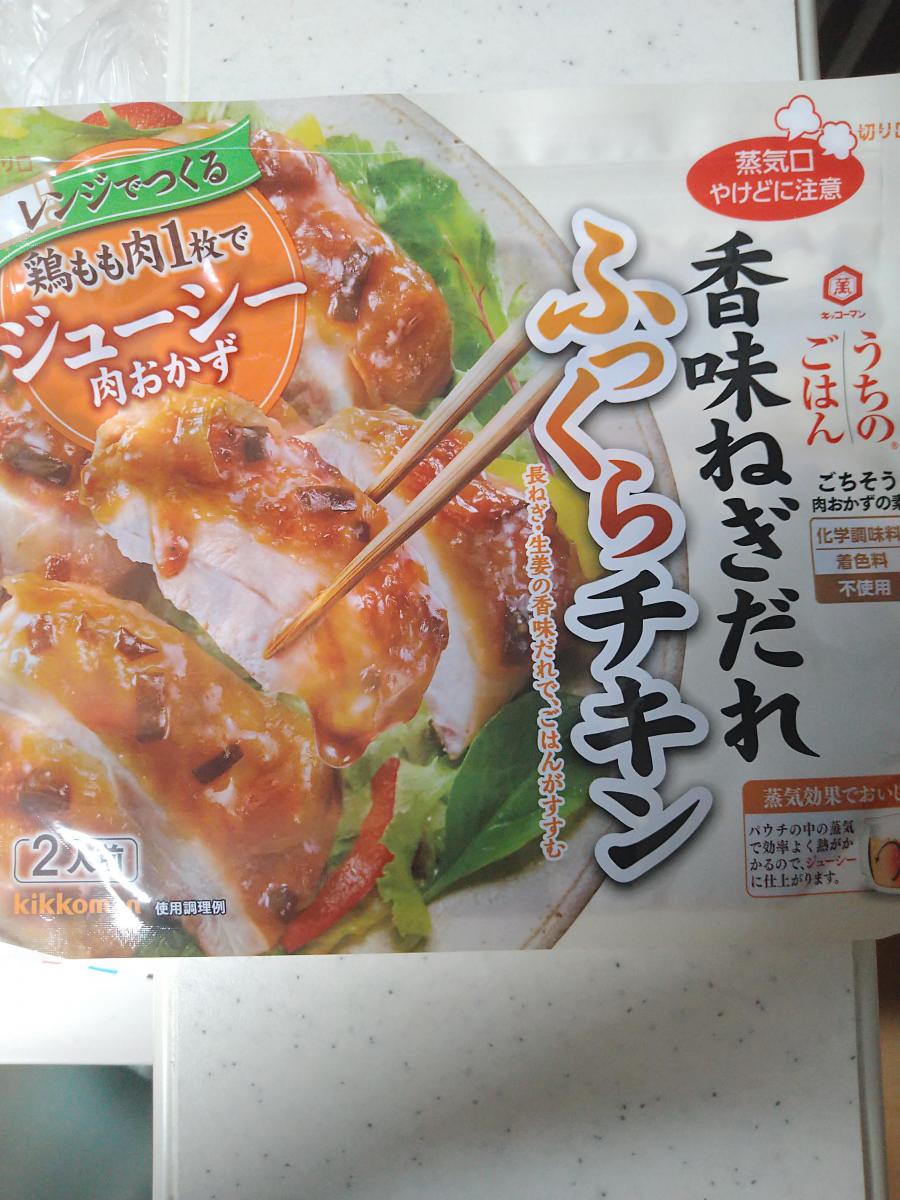 切り口
レンジでつくる
鶏もも肉1枚で
ジューシー
肉おかず
蒸気口
やけどに注意
萬
キッコーマン
うちの
ごはん
ごちそう
肉おかずの素
化学調味料
着色料
不使用
香味ねぎだれ
ふっくらチキン
長ねぎ・生姜の香味だれで、ごはんがすすむ
蒸気効果でおいし
パウチの中の蒸気
で効率よく熱がか
かるので、ジューシー
に仕上がります。
2人前
kikkoman
使用調理例